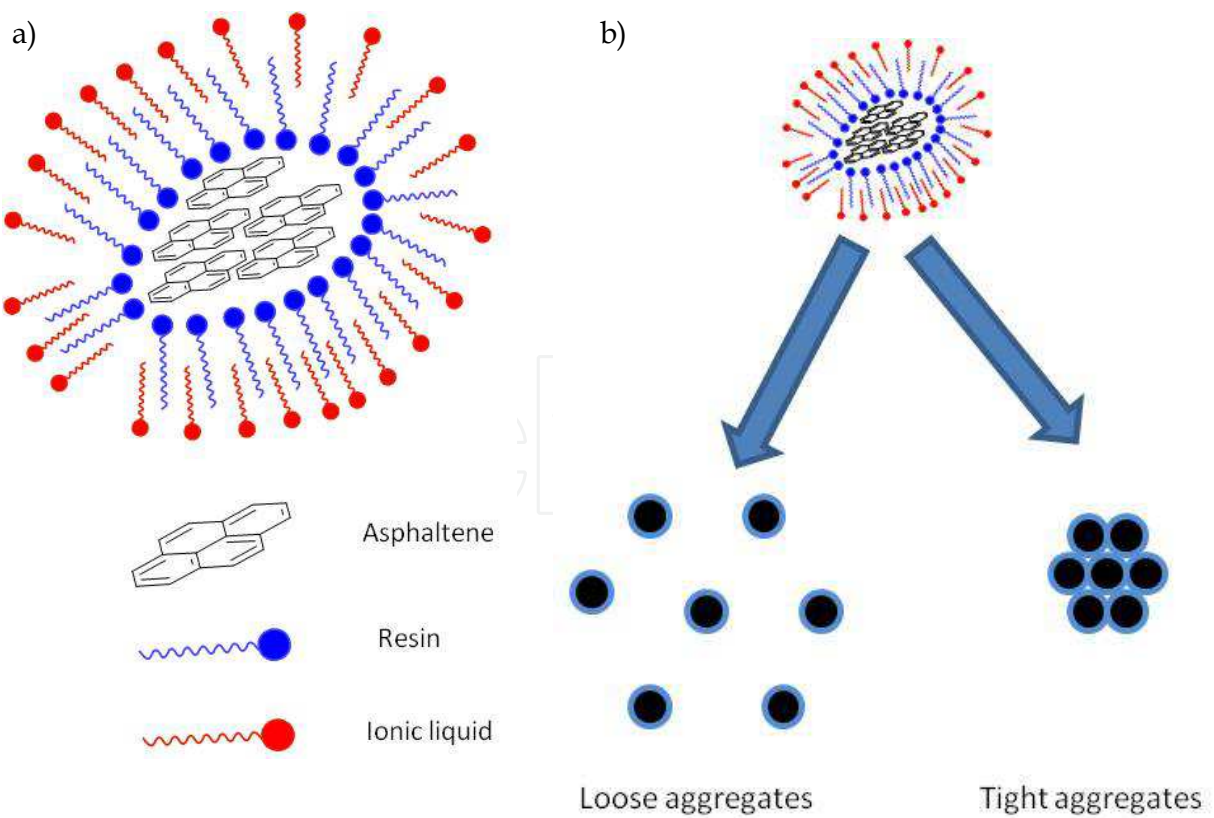 a)
b)
Asphaltene
Resin
Ionic liquid
Loose aggregates
Tight aggregates